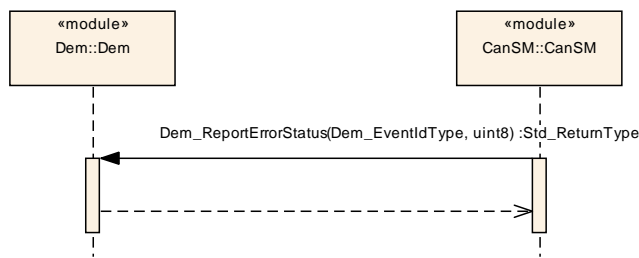 «module»
Dem::Dem
«module»
CanSM::CanSM
Dem_ReportErrorStatus(Dem_EventIdType, uint8) :Std_ReturnType